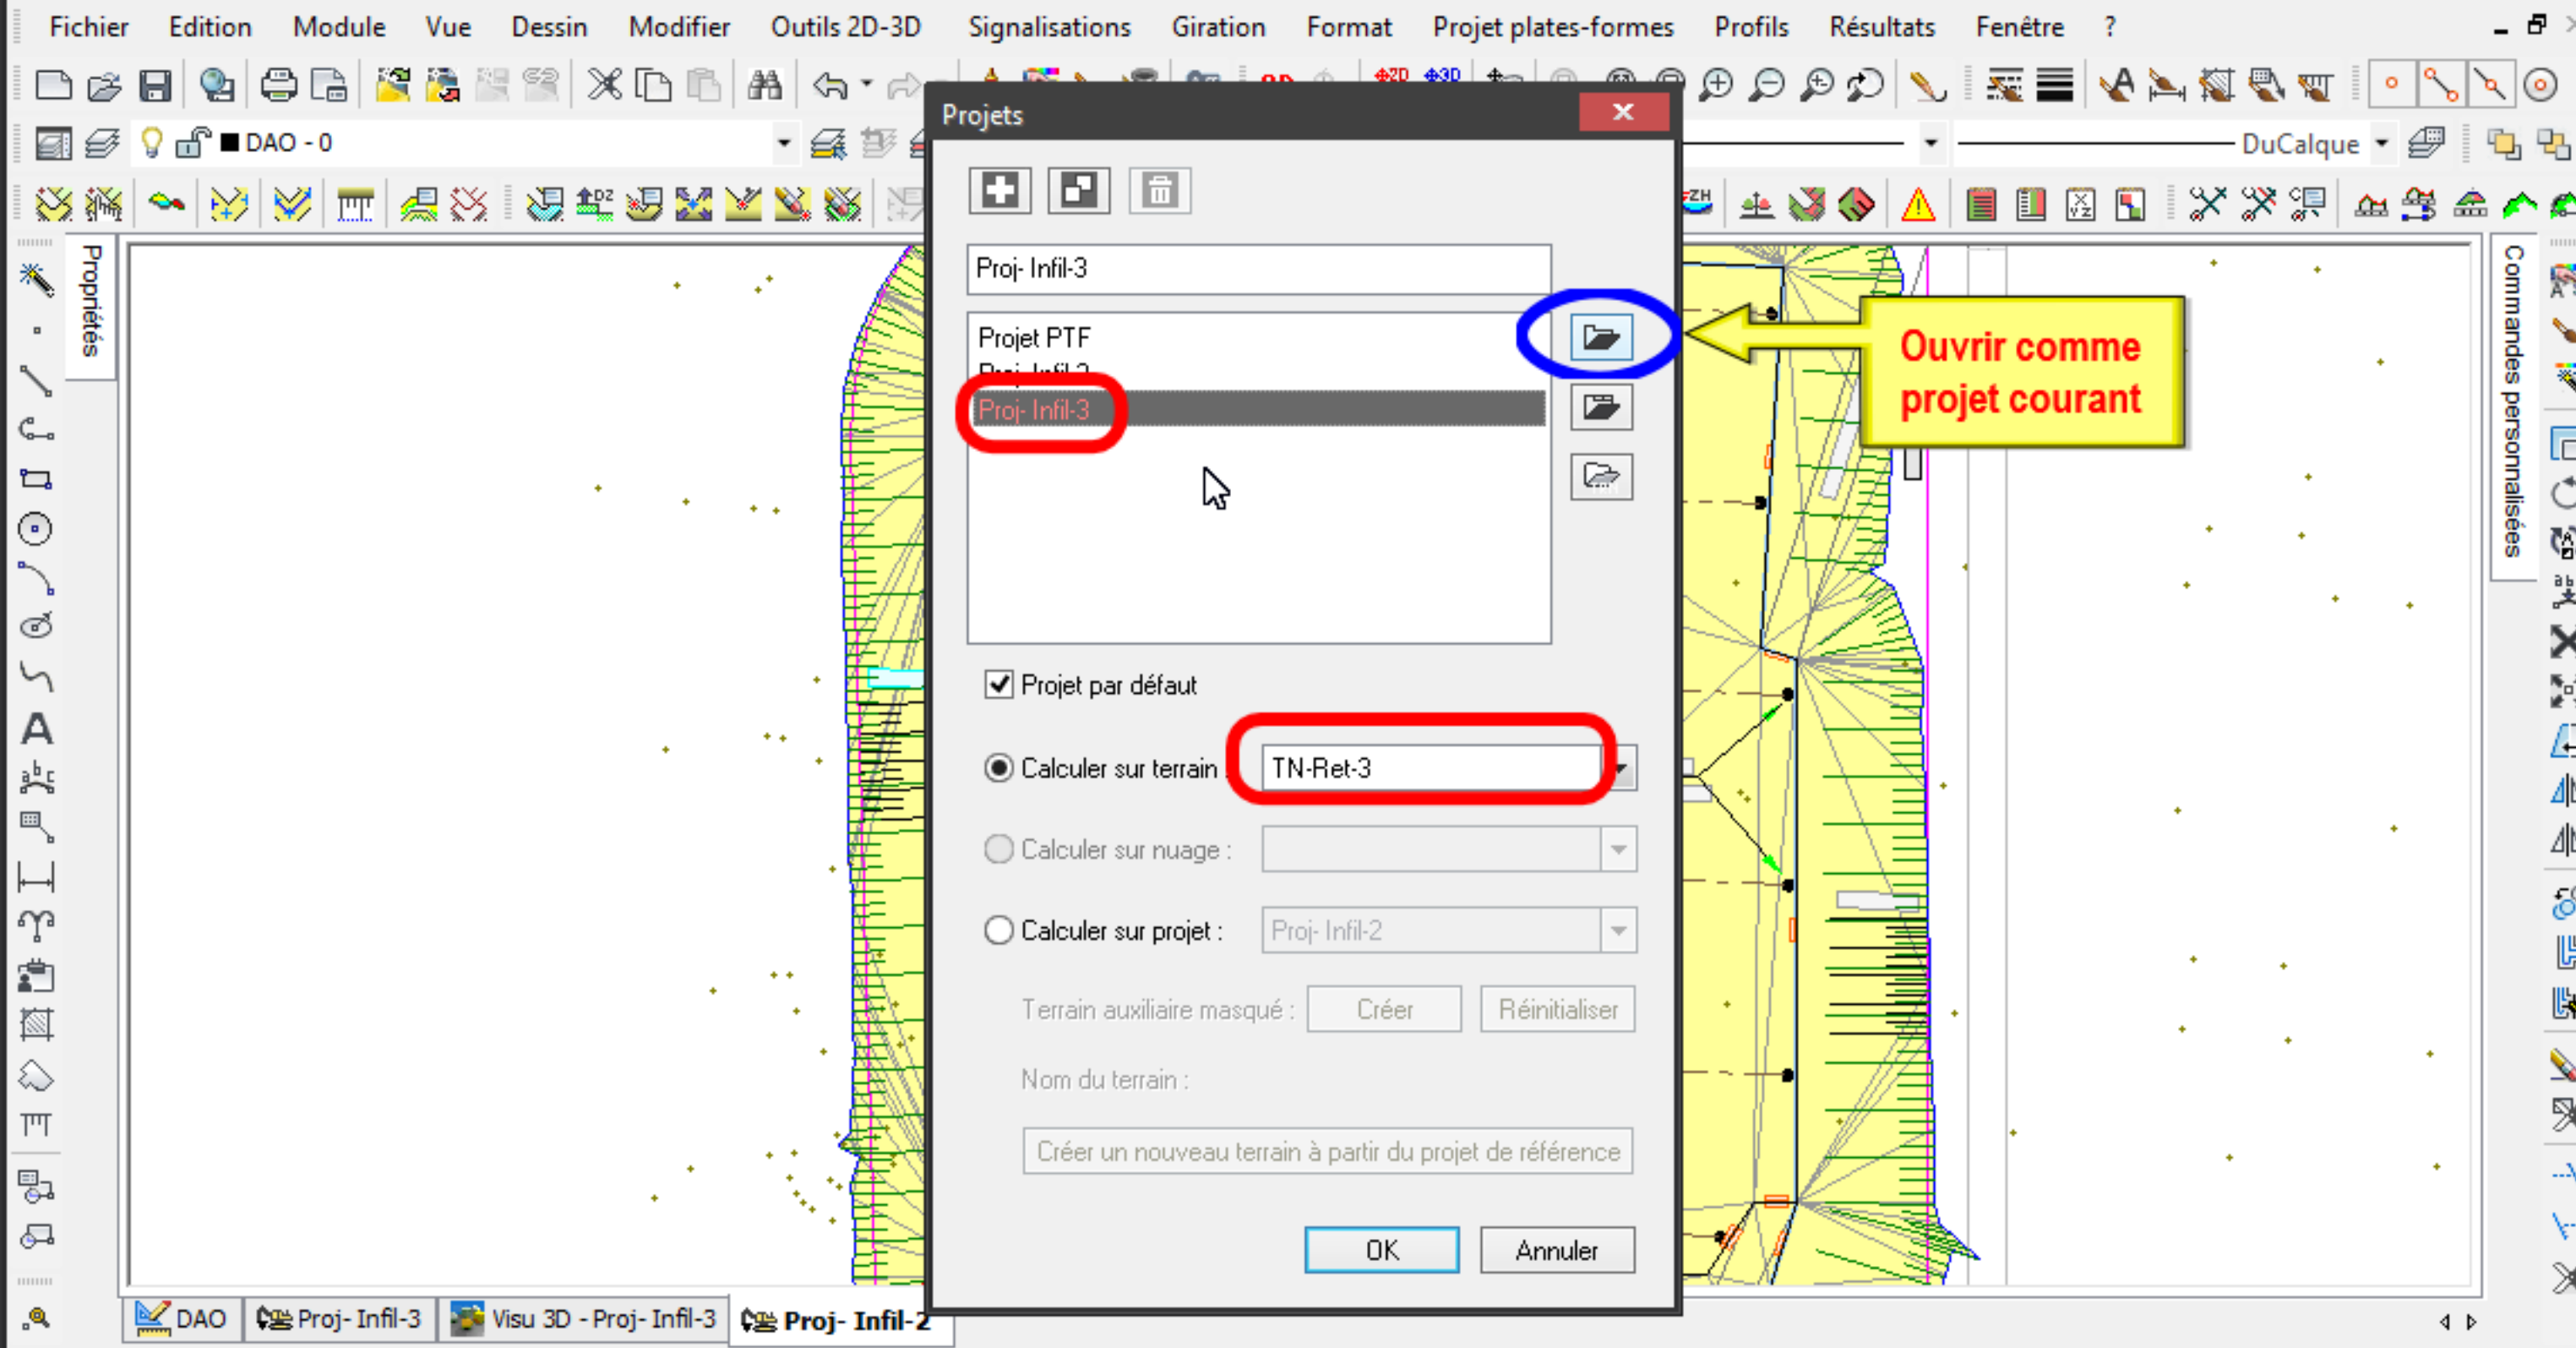 Fichier Edition Module Vue Dessin Modifier Outils 2D-3D Signalisations Giration Format Projet plates-formes Profils Résultats Fenêtre ?
DAO - 0
DuCalque
Propriétés
Commandes personnalisées
Projets
Proj- Infil-3
Projet PTF
Proj- Infil-2
Proj- Infil-3
Ouvrir comme
projet courant
Projet par défaut
Calculer sur terrain : TN-Ret-3
Calculer sur nuage :
Calculer sur projet : Proj- Infil-2
Terrain auxiliaire masqué : Créer Réinitialiser
Nom du terrain :
Créer un nouveau terrain à partir du projet de référence
OK Annuler
DAO Proj- Infil-3 Visu 3D - Proj- Infil-3 Proj- Infil-2